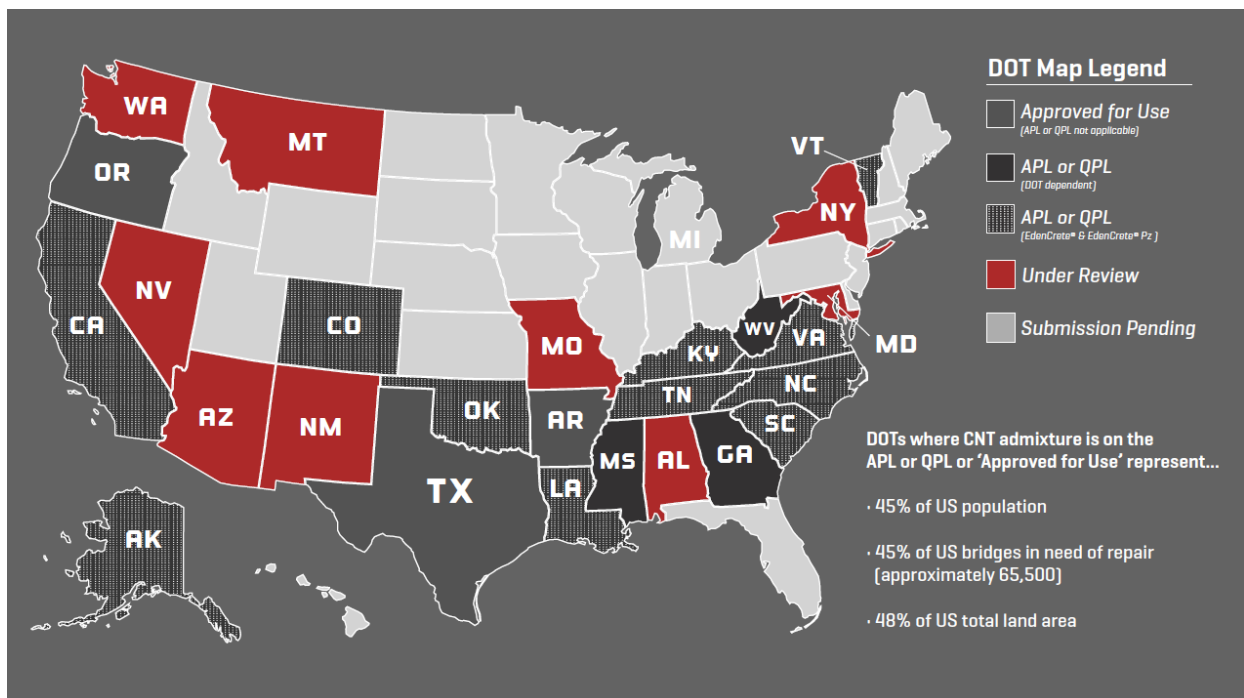 DOT Map Legend
Approved for Use
(APL or QPL not applicable)
APL or QPL
(DOT dependent)
APL or QPL
(EdenCrete® & EdenCrete® Pz )
Under Review
Submission Pending
WA
MT
OR
VT
NY
MI
NV
CA
CO
MO
KY
WV
VA
MD
AZ
NM
OK
AR
TN
NC
SC
TX
LA
MS
AL
GA
AK
DOTs where CNT admixture is on the
APL or QPL or ‘Approved for Use’ represent...
· 45% of US population
· 45% of US bridges in need of repair
(approximately 65,500)
· 48% of US total land area